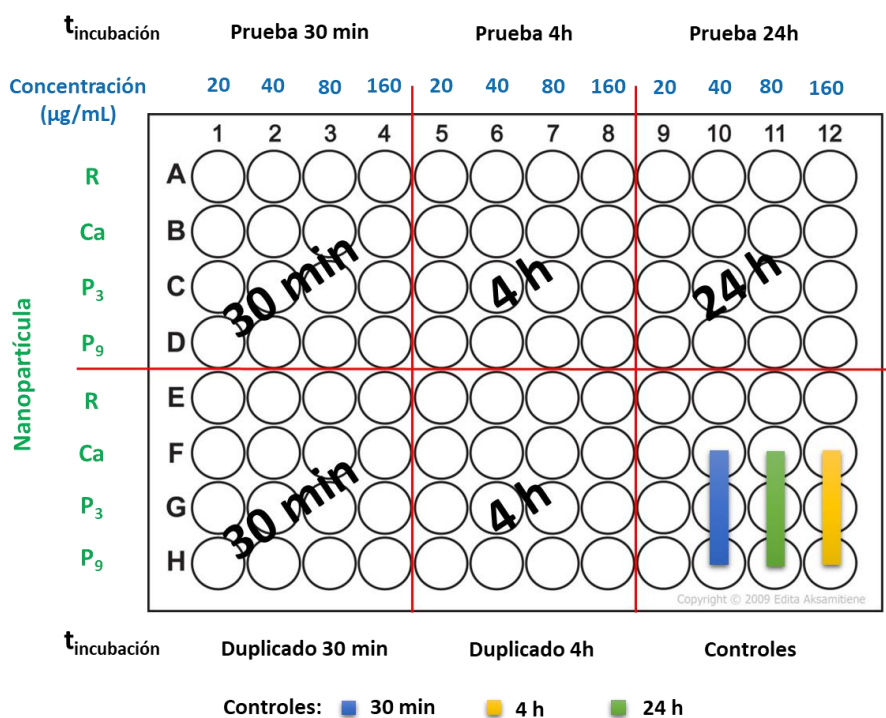 t incubación Prueba 30 min Prueba 4h Prueba 24h
Concentración 20 40 80 160 20 40 80 160 20 40 80 160
(µg/mL)
1 2 3 4 5 6 7 8 9 10 11 12
R A
Ca B
30 min 4 h 24 h
P3 C
P9 D
Nanopartícula
R E
Ca F
30 min 4 h
P3 G
P9 H
Copyright © 2009 Edita Aksamitiene
t incubación Duplicado 30 min Duplicado 4h Controles
Controles: 30 min 4 h 24 h